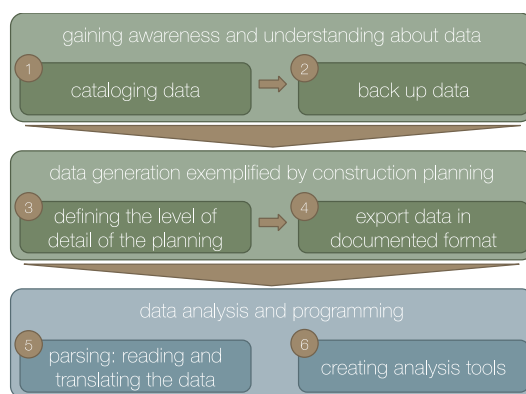 gaining awareness and understanding about data
1
cataloging data
2
back up data
data generation exemplified by construction planning
3
defining the level of
detail of the planning
4
export data in
documented format
data analysis and programming
5
parsing: reading and
translating the data
6
creating analysis tools